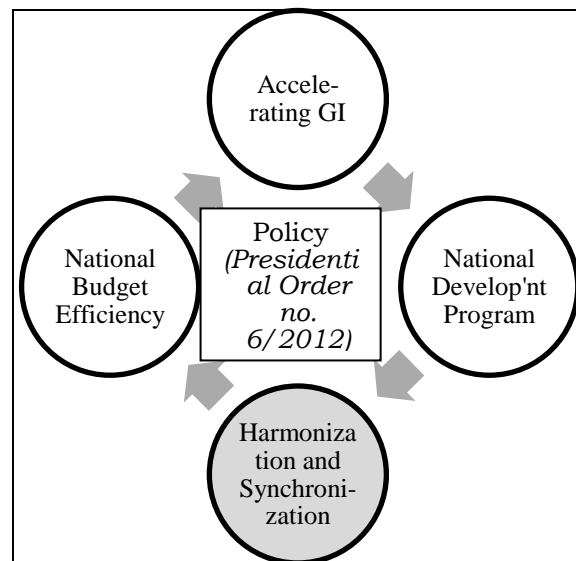 Accele-
rating GI
National
Budget
Efficiency
Policy
(Presidenti
al Order
no.
6/2012)
National
Develop'nt
Program
Harmoniza
tion and
Synchroni-
zation